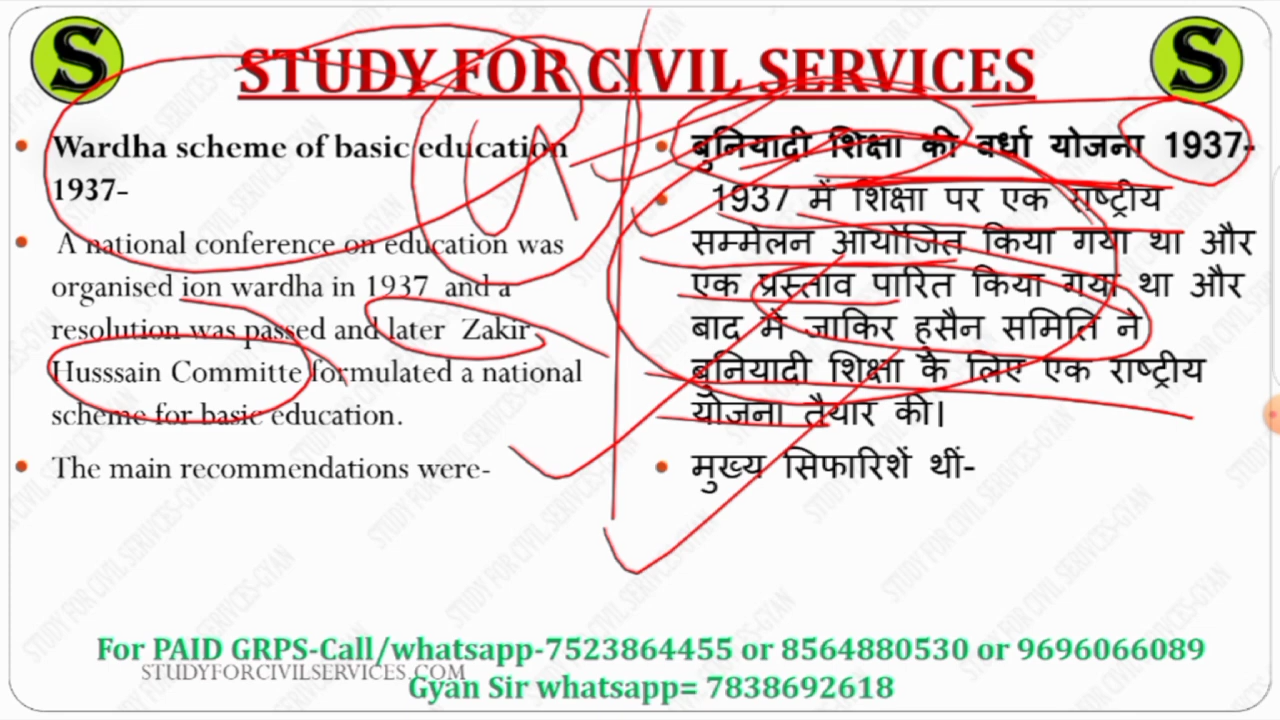 S
STUDY FOR CIVIL SERVICES
S
Wardha scheme of basic education
1937-
A national conference on education was
organised ion wardha in 1937 and a
resolution was passed and later Zakir
Husssain Committe formulated a national
scheme for basic education.
The main recommendations were-
बुनियादी शिक्षा की वर्धा योजना 1937-
1937 में शिक्षा पर एक राष्ट्रीय
सम्मेलन आयोजित किया गया था और
एक प्रस्ताव पारित किया गया था और
बाद में जाकिर हुसैन समिति ने
बुनियादी शिक्षा के लिए एक राष्ट्रीय
योजना तैयार की।
मुख्य सिफारिशें थीं-
For PAID GRPS-Call/whatsapp-7523864455 or 8564880530 or 9696066089
STUDYFORCIVILSERVICES.COM
Gyan Sir whatsapp= 7838692618